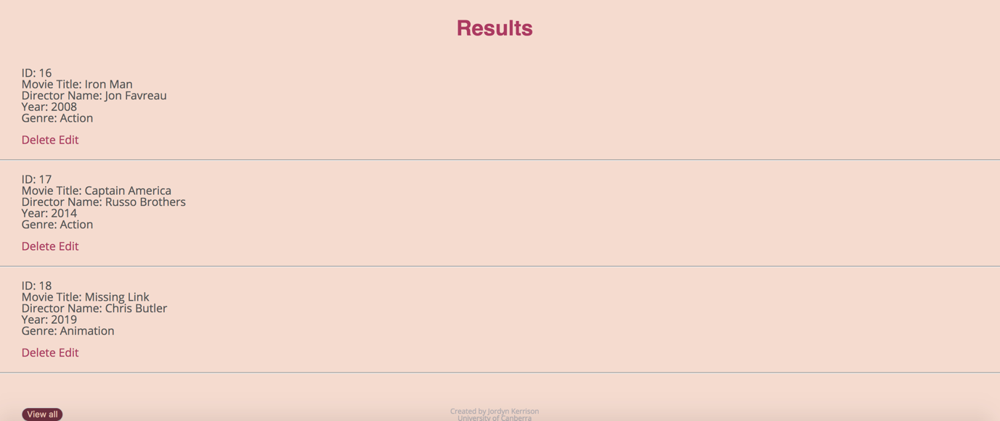 Results
ID: 16
Movie Title: Iron Man
Director Name: Jon Favreau
Year: 2008
Genre: Action
Delete Edit
ID: 17
Movie Title: Captain America
Director Name: Russo Brothers
Year: 2014
Genre: Action
Delete Edit
ID: 18
Movie Title: Missing Link
Director Name: Chris Butler
Year: 2019
Genre: Animation
Delete Edit
View all
Created by Jordyn Kerrison
University of Canberra